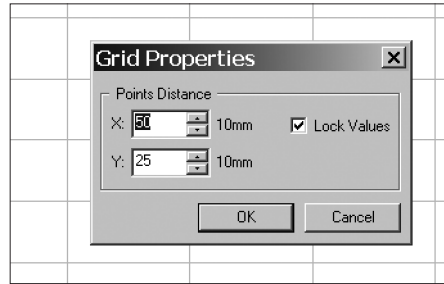 Grid Properties
Points Distance
X: 50 10mm Lock Values
Y: 25 10mm
OK Cancel